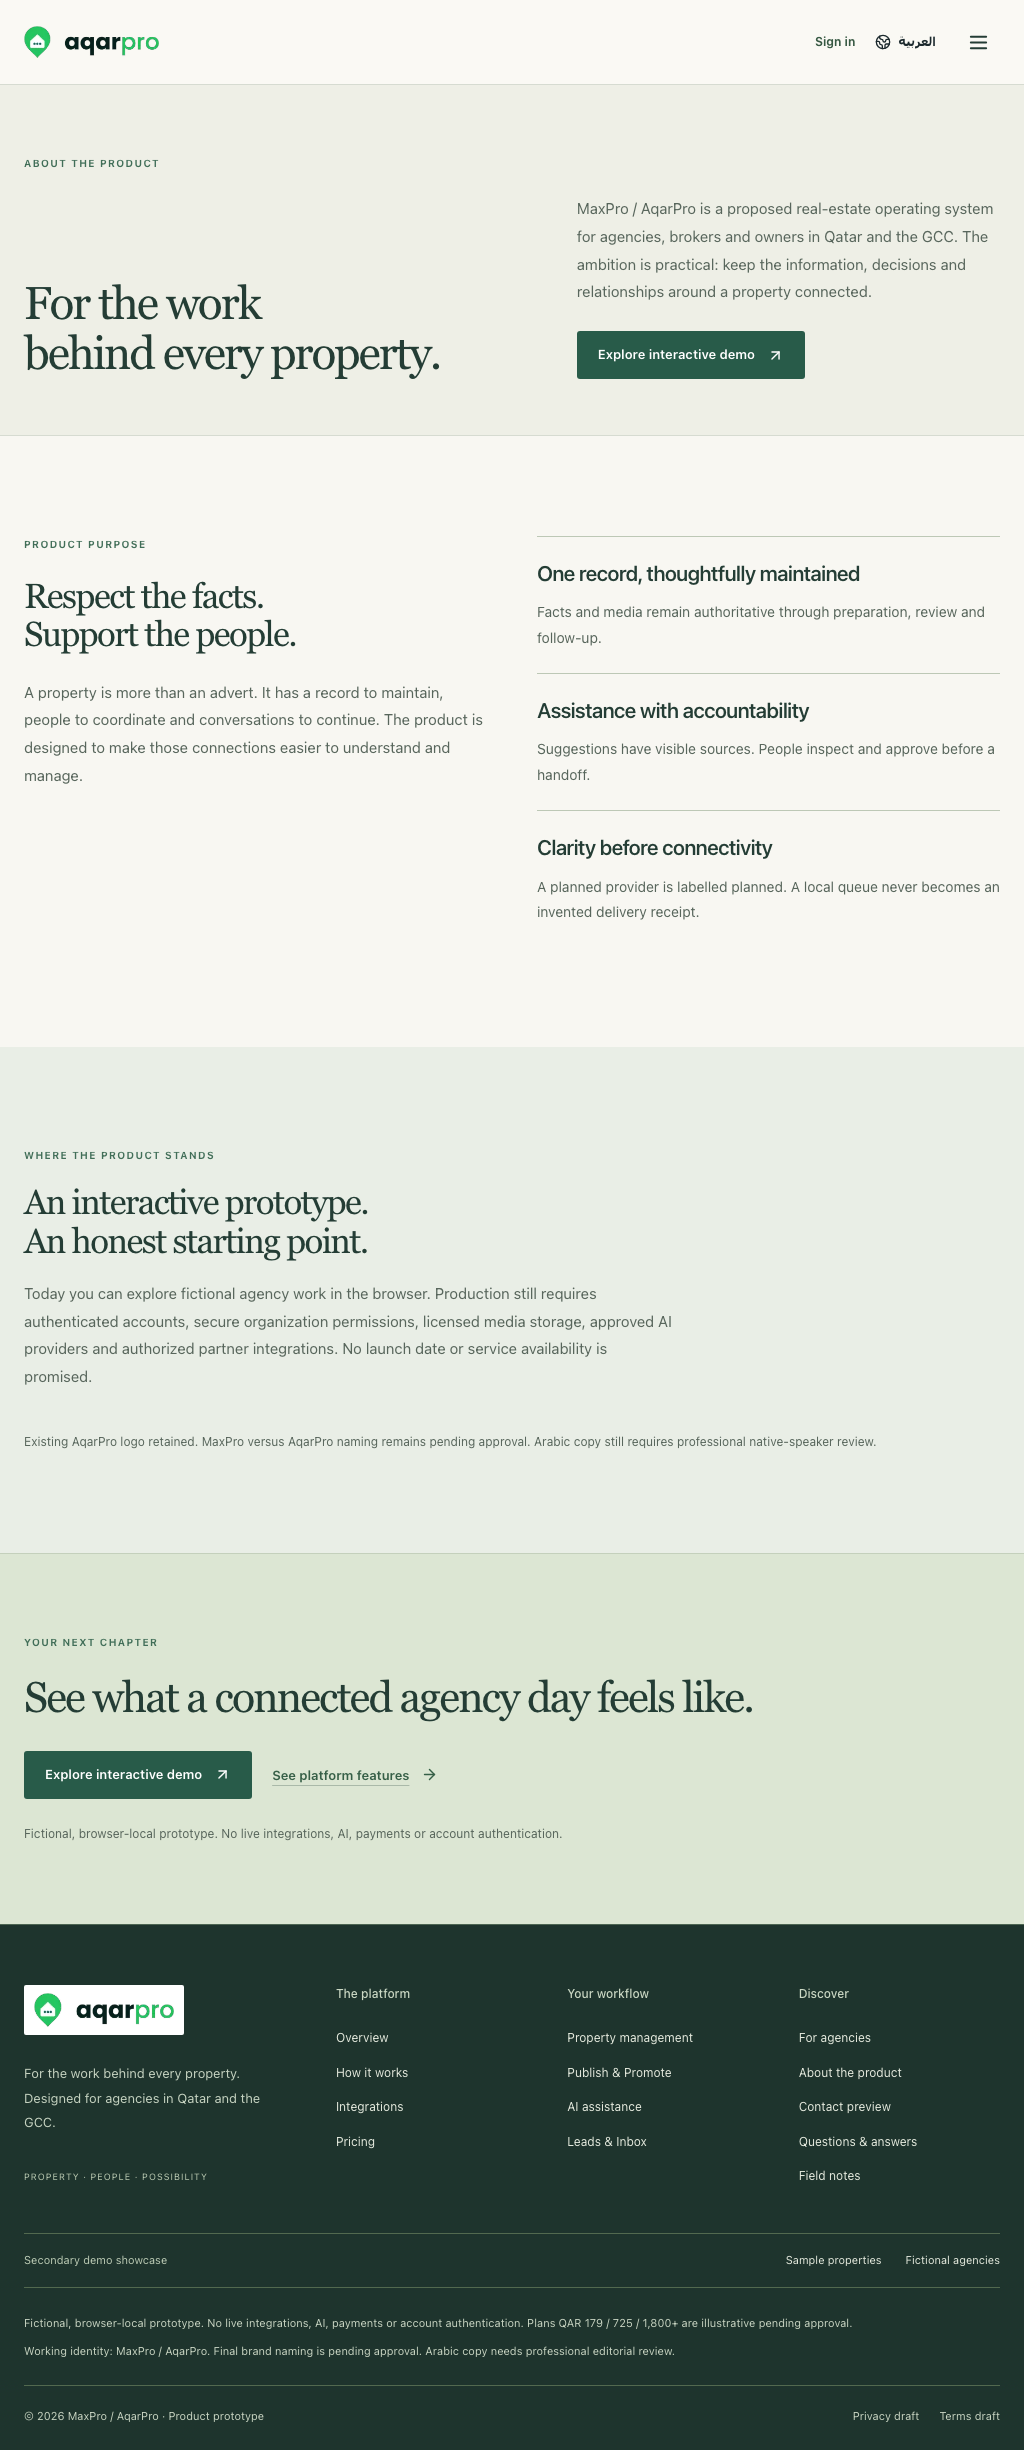 aqarpro
Sign in
العربية
ABOUT THE PRODUCT
For the work
behind every property.
MaxPro / AqarPro is a proposed real-estate operating system
for agencies, brokers and owners in Qatar and the GCC. The
ambition is practical: keep the information, decisions and
relationships around a property connected.
Explore interactive demo
PRODUCT PURPOSE
Respect the facts.
Support the people.
A property is more than an advert. It has a record to maintain,
people to coordinate and conversations to continue. The product is
designed to make those connections easier to understand and
manage.
One record, thoughtfully maintained
Facts and media remain authoritative through preparation, review and
follow-up.
Assistance with accountability
Suggestions have visible sources. People inspect and approve before a
handoff.
Clarity before connectivity
A planned provider is labelled planned. A local queue never becomes an
invented delivery receipt.
WHERE THE PRODUCT STANDS
An interactive prototype.
An honest starting point.
Today you can explore fictional agency work in the browser. Production still requires
authenticated accounts, secure organization permissions, licensed media storage, approved AI
providers and authorized partner integrations. No launch date or service availability is
promised.
Existing AqarPro logo retained. MaxPro versus AqarPro naming remains pending approval. Arabic copy still requires professional native-speaker review.
YOUR NEXT CHAPTER
See what a connected agency day feels like.
Explore interactive demo
See platform features
Fictional, browser-local prototype. No live integrations, AI, payments or account authentication.
aqarpro
For the work behind every property.
Designed for agencies in Qatar and the
GCC.
PROPERTY · PEOPLE · POSSIBILITY
The platform
Overview
How it works
Integrations
Pricing
Your workflow
Property management
Publish & Promote
AI assistance
Leads & Inbox
Discover
For agencies
About the product
Contact preview
Questions & answers
Field notes
Secondary demo showcase
Sample properties
Fictional agencies
Fictional, browser-local prototype. No live integrations, AI, payments or account authentication. Plans QAR 179 / 725 / 1,800+ are illustrative pending approval.
Working identity: MaxPro / AqarPro. Final brand naming is pending approval. Arabic copy needs professional editorial review.
© 2026 MaxPro / AqarPro · Product prototype
Privacy draft
Terms draft